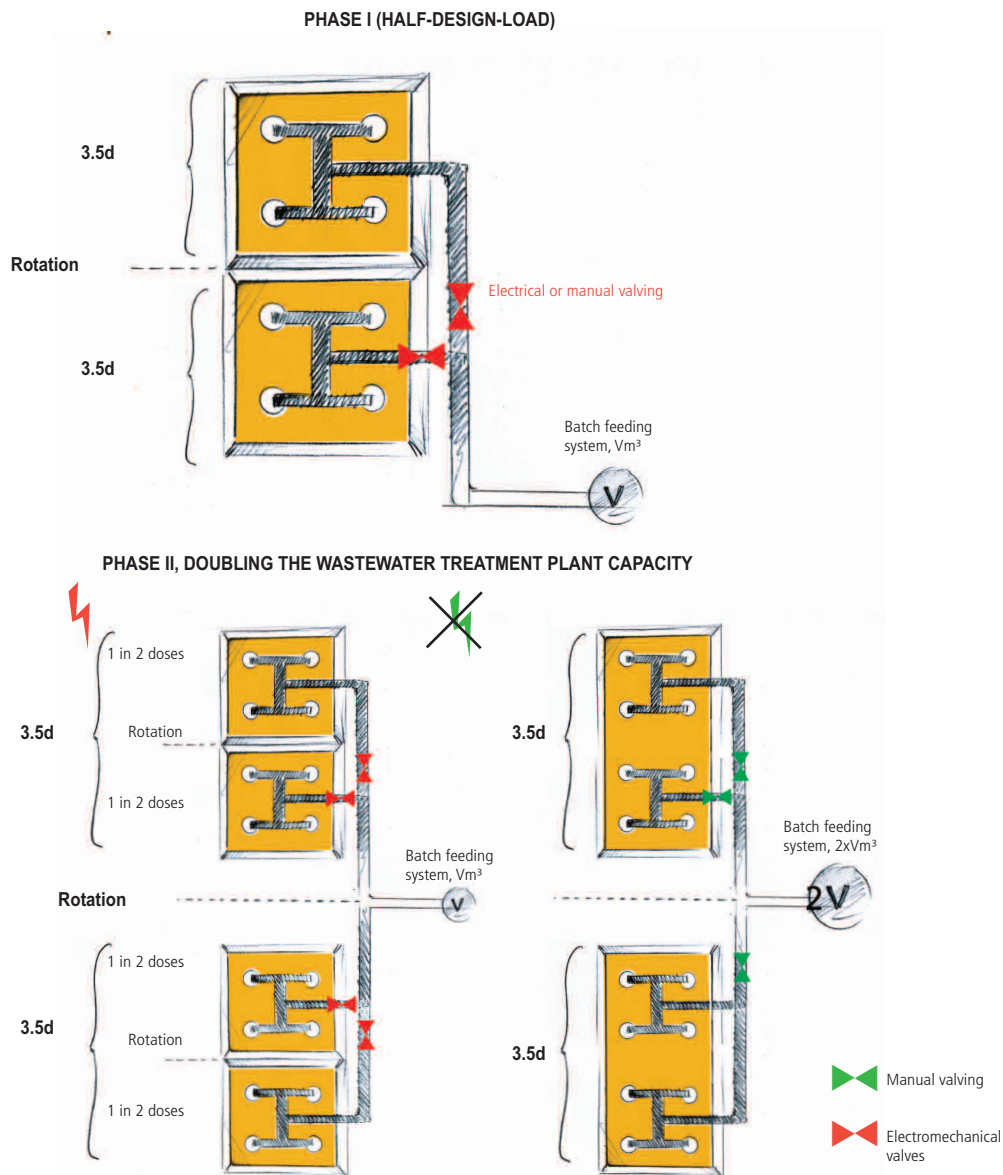 PHASE I (HALF-DESIGN-LOAD)
3.5d
Rotation
Electrical or manual valving
3.5d
Batch feeding
system, Vm³
V
PHASE II, DOUBLING THE WASTEWATER TREATMENT PLANT CAPACITY
1 in 2 doses
3.5d
Rotation
1 in 2 doses
Batch feeding
system, Vm³
V
Rotation
1 in 2 doses
3.5d
Rotation
1 in 2 doses
3.5d
Batch feeding
system, 2xVm³
2V
3.5d
Manual valving
Electromechanical
valves